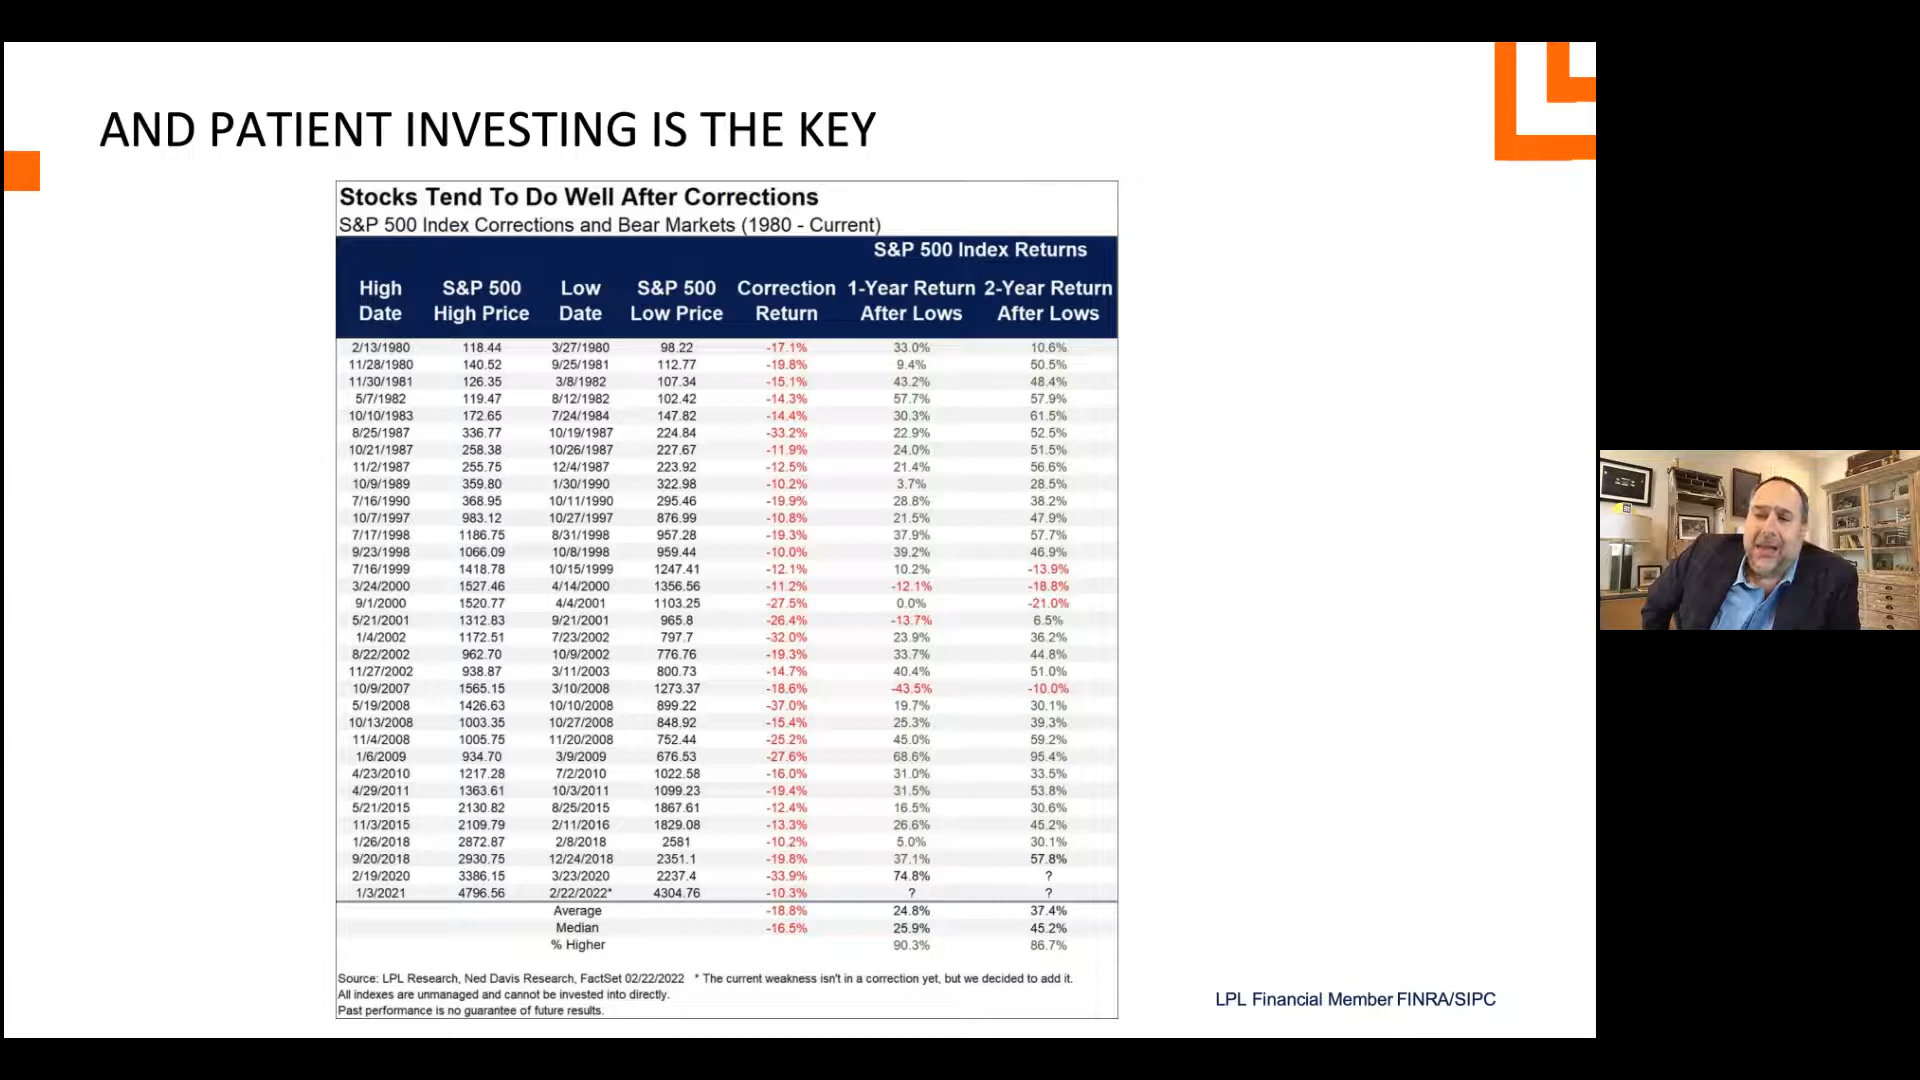 AND PATIENT INVESTING IS THE KEY
Stocks Tend To Do Well After Corrections
S&P 500 Index Corrections and Bear Markets (1980 - Current)
S&P 500 Index Returns
High Date S&P 500 High Price Low Date S&P 500 Low Price Correction Return 1-Year Return After Lows 2-Year Return After Lows
2/13/1980 118.44 3/27/1980 98.22 -17.1% 33.0% 10.6%
11/28/1980 140.52 9/25/1981 112.77 -19.8% 9.4% 50.5%
11/30/1981 126.35 3/8/1982 107.34 -15.1% 43.2% 48.4%
5/7/1982 119.47 8/12/1982 102.42 -14.3% 57.7% 57.9%
10/10/1983 172.65 7/24/1984 147.82 -14.4% 30.3% 61.5%
8/25/1987 336.77 10/19/1987 224.84 -33.2% 22.9% 52.5%
10/21/1987 258.38 10/26/1987 227.67 -11.9% 24.0% 51.5%
11/2/1987 255.75 12/4/1987 223.92 -12.5% 21.4% 56.6%
10/9/1989 359.80 1/30/1990 322.98 -10.2% 3.7% 28.5%
7/16/1990 368.95 10/11/1990 295.46 -19.9% 28.8% 38.2%
10/7/1997 983.12 10/27/1997 876.99 -10.8% 21.5% 47.9%
7/17/1998 1186.75 8/31/1998 957.28 -19.3% 37.9% 57.7%
9/23/1998 1066.09 10/8/1998 959.44 -10.0% 39.2% 46.9%
7/16/1999 1418.78 10/15/1999 1247.41 -12.1% 10.2% -13.9%
3/24/2000 1527.46 4/14/2000 1356.56 -11.2% -12.1% -18.8%
9/1/2000 1520.77 4/4/2001 1103.25 -27.5% 0.0% -21.0%
5/21/2001 1312.83 9/21/2001 965.8 -26.4% -13.7% 6.5%
1/4/2002 1172.51 7/23/2002 797.7 -32.0% 23.9% 36.2%
8/22/2002 962.70 10/9/2002 776.76 -19.3% 33.7% 44.8%
11/27/2002 938.87 3/11/2003 800.73 -14.7% 40.4% 51.0%
10/9/2007 1565.15 3/10/2008 1273.37 -18.6% -43.5% -10.0%
5/19/2008 1426.63 10/10/2008 899.22 -37.0% 19.7% 30.1%
10/13/2008 1003.35 10/27/2008 848.92 -15.4% 25.3% 39.3%
11/4/2008 1005.75 11/20/2008 752.44 -25.2% 45.0% 59.2%
1/6/2009 934.70 3/9/2009 676.53 -27.6% 68.6% 95.4%
4/23/2010 1217.28 7/2/2010 1022.58 -16.0% 31.0% 33.5%
4/29/2011 1363.61 10/3/2011 1099.23 -19.4% 31.5% 53.8%
5/21/2015 2130.82 8/25/2015 1867.61 -12.4% 16.5% 30.6%
11/3/2015 2109.79 2/11/2016 1829.08 -13.3% 26.6% 45.2%
1/26/2018 2872.87 2/8/2018 2581 -10.2% 5.0% 30.1%
9/20/2018 2930.75 12/24/2018 2351.1 -19.8% 37.1% 57.8%
2/19/2020 3386.15 3/23/2020 2237.4 -33.9% 74.8% ?
1/3/2021 4796.56 2/22/2022* 4304.76 -10.3% ? ?
Average -18.8% 24.8% 37.4%
Median -16.5% 25.9% 45.2%
% Higher 90.3% 86.7%
Source: LPL Research, Ned Davis Research, FactSet 02/22/2022 * The current weakness isn't in a correction yet, but we decided to add it.
All indexes are unmanaged and cannot be invested into directly.
Past performance is no guarantee of future results.
LPL Financial Member FINRA/SIPC